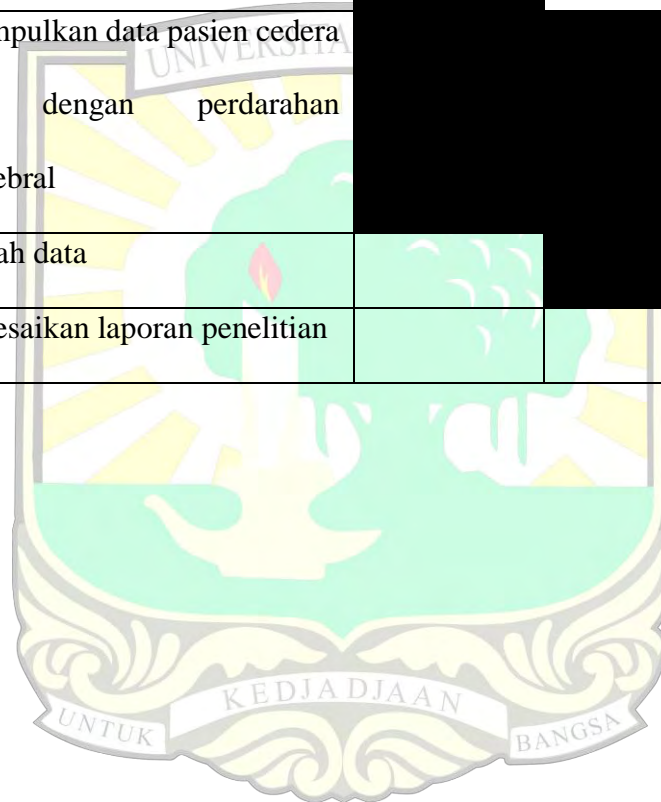 UNIVERSITA
npulkan data pasien cedera
dengan perdarahan
ebral
ah data
esaikan laporan penelitian
UNTUK KEDJADJAAN BANGSA